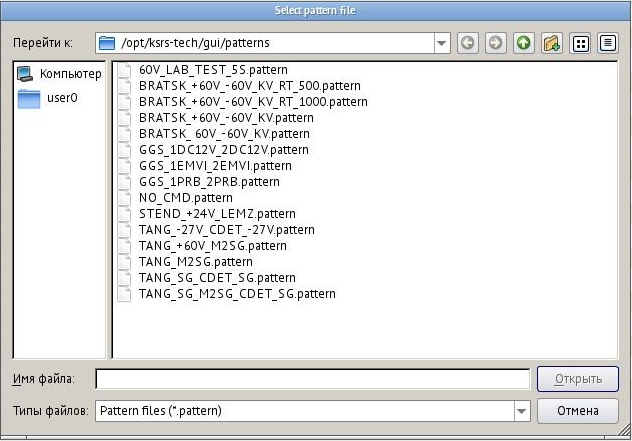 Select pattern file
Перейти к: /opt/ksrs-tech/gui/patterns
Компьютер
user0
60V_LAB_TEST_5S.pattern
BRATSK_+60V_-60V_KV_RT_500.pattern
BRATSK_+60V_-60V_KV_RT_1000.pattern
BRATSK_+60V_-60V_KV.pattern
BRATSK_ 60V_-60V_KV.pattern
GGS_1DC12V_2DC12V.pattern
GGS_1EMVI_2EMVI.pattern
GGS_1PRB_2PRB.pattern
NO_CMD.pattern
STEND_+24V_LEMZ.pattern
TANG_-27V_CDET_-27V.pattern
TANG_+60V_M2SG.pattern
TANG_M2SG.pattern
TANG_SG_CDET_SG.pattern
TANG_SG_M2SG_CDET_SG.pattern
Имя файла: Открыть
Типы файлов: Pattern files (*.pattern) Отмена